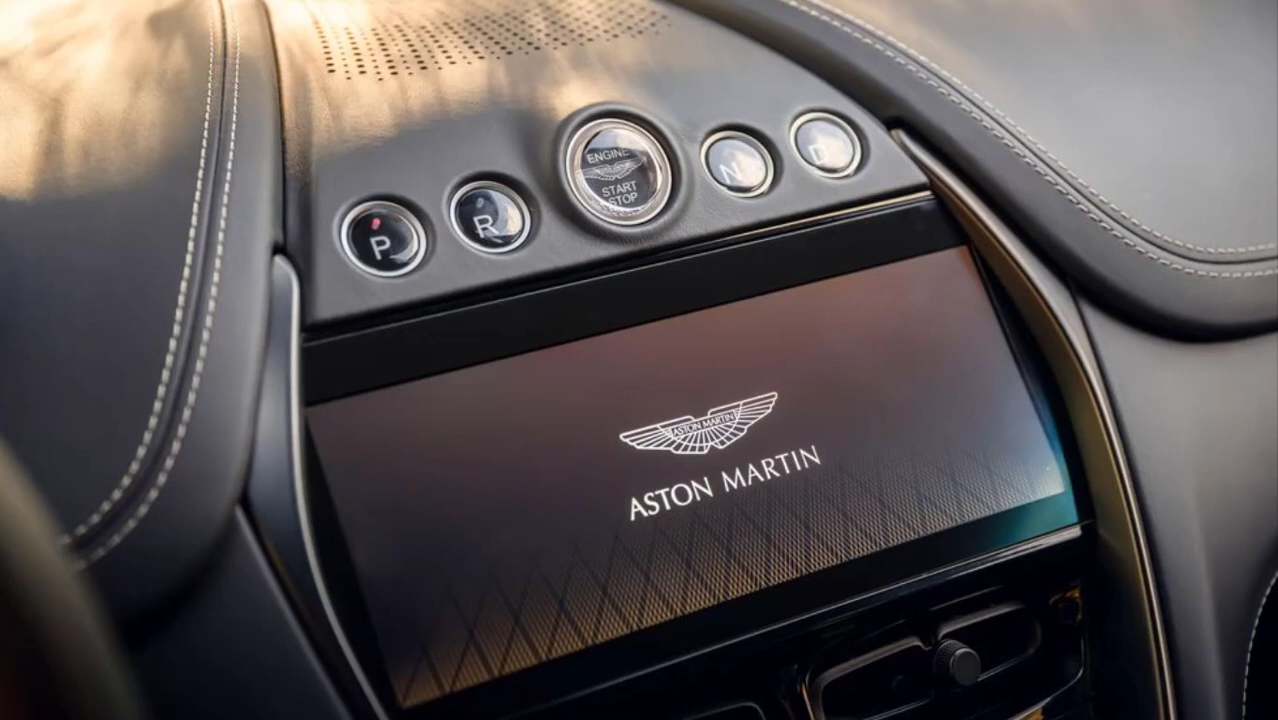 P
R
ENGINE
START
STOP
N
D
ASTON MARTIN
ASTON MARTIN